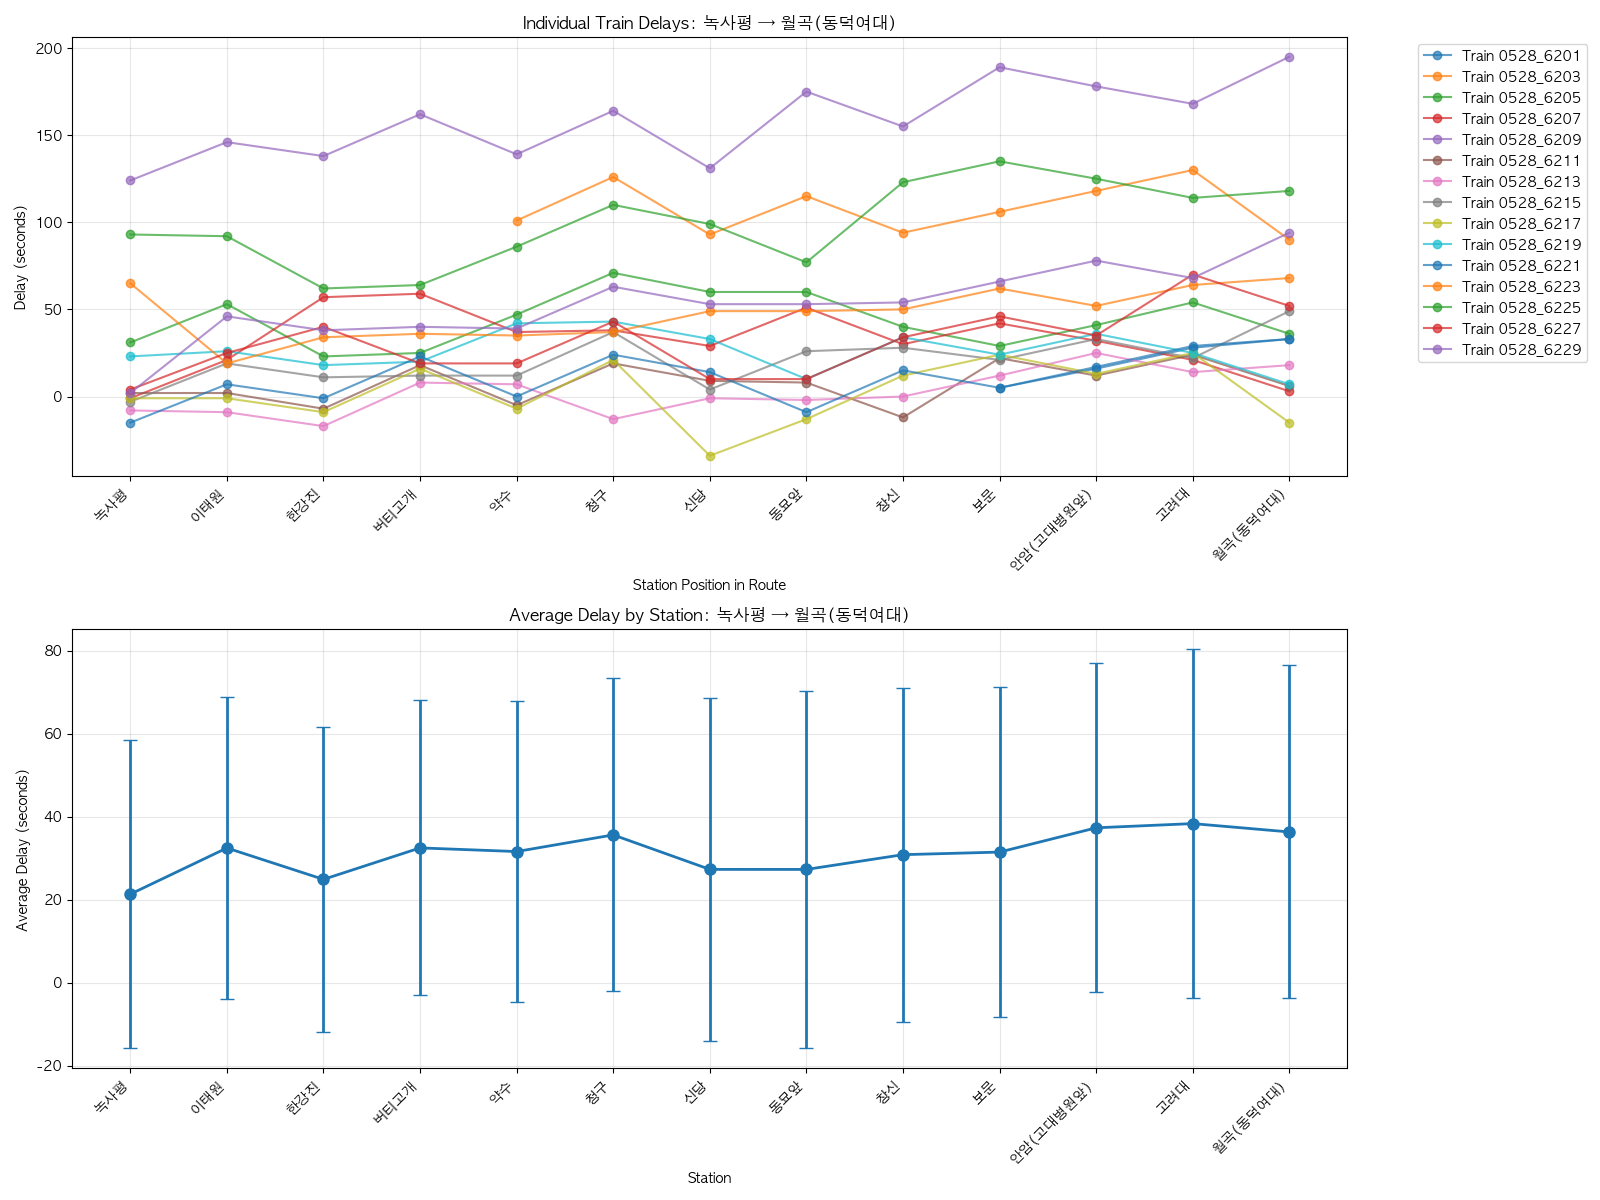 Individual Train Delays: 녹사평 → 월곡(동덕여대)
Delay (seconds)
200
150
100
50
0
녹사평
이태원
한강진
버티고개
약수
청구
신당
동묘앞
창신
보문
안암(고대병원앞)
고려대
월곡(동덕여대)
Station Position in Route
Train 0528_6201
Train 0528_6203
Train 0528_6205
Train 0528_6207
Train 0528_6209
Train 0528_6211
Train 0528_6213
Train 0528_6215
Train 0528_6217
Train 0528_6219
Train 0528_6221
Train 0528_6223
Train 0528_6225
Train 0528_6227
Train 0528_6229
Average Delay by Station: 녹사평 → 월곡(동덕여대)
Average Delay (seconds)
80
60
40
20
0
-20
녹사평
이태원
한강진
버티고개
약수
청구
신당
동묘앞
창신
보문
안암(고대병원앞)
고려대
월곡(동덕여대)
Station